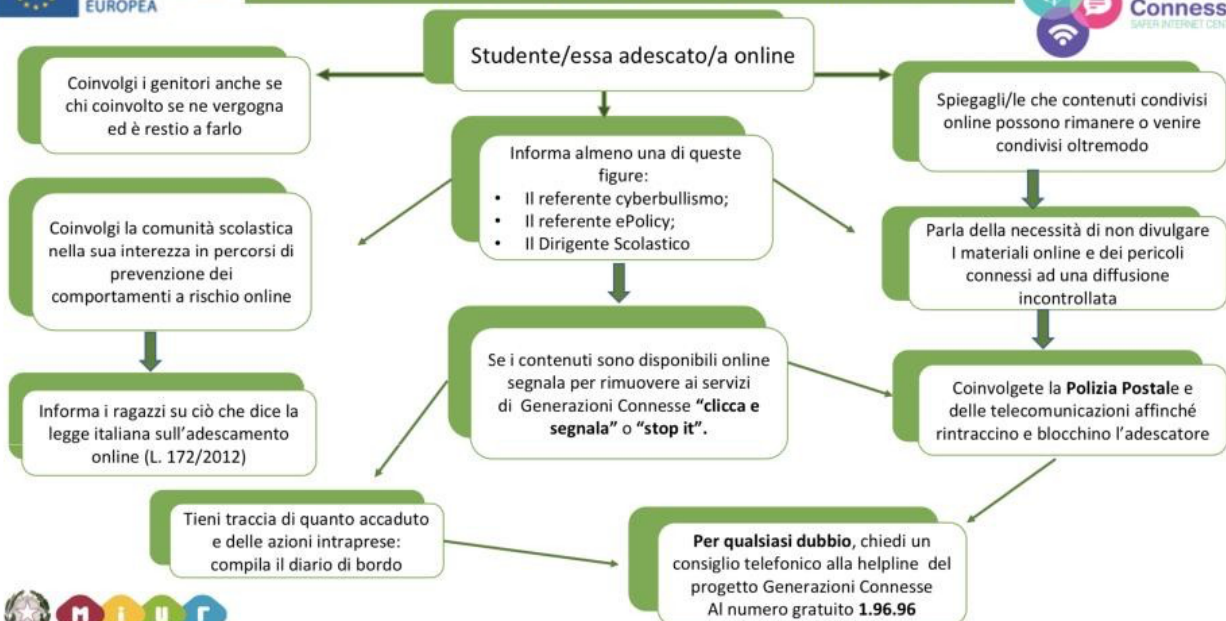 EUROPEA
Conness
SAFER INTERNET CEN
Studente/essa adescato/a online
Coinvolgi i genitori anche se
chi coinvolto se ne vergogna
ed è restio a farlo
Spiegagli/le che contenuti condivisi
online possono rimanere o venire
condivisi oltremodo
Informa almeno una di queste
figure:
• Il referente cyberbullismo;
• Il referente ePolicy;
• Il Dirigente Scolastico
Coinvolgi la comunità scolastica
nella sua interezza in percorsi di
prevenzione dei
comportamenti a rischio online
Parla della necessità di non divulgare
I materiali online e dei pericoli
connessi ad una diffusione
incontrollata
Se i contenuti sono disponibili online
segnala per rimuovere ai servizi
di Generazioni Connesse “clicca e
segnala” o “stop it”.
Informa i ragazzi su ciò che dice la
legge italiana sull’adescamento
online (L. 172/2012)
Coinvolgete la Polizia Postale e
delle telecomunicazioni affinché
rintraccino e blocchino l’adescatore
Tieni traccia di quanto accaduto
e delle azioni intraprese:
compila il diario di bordo
Per qualsiasi dubbio, chiedi un
consiglio telefonico alla helpline del
progetto Generazioni Connesse
Al numero gratuito 1.96.96
M i u r